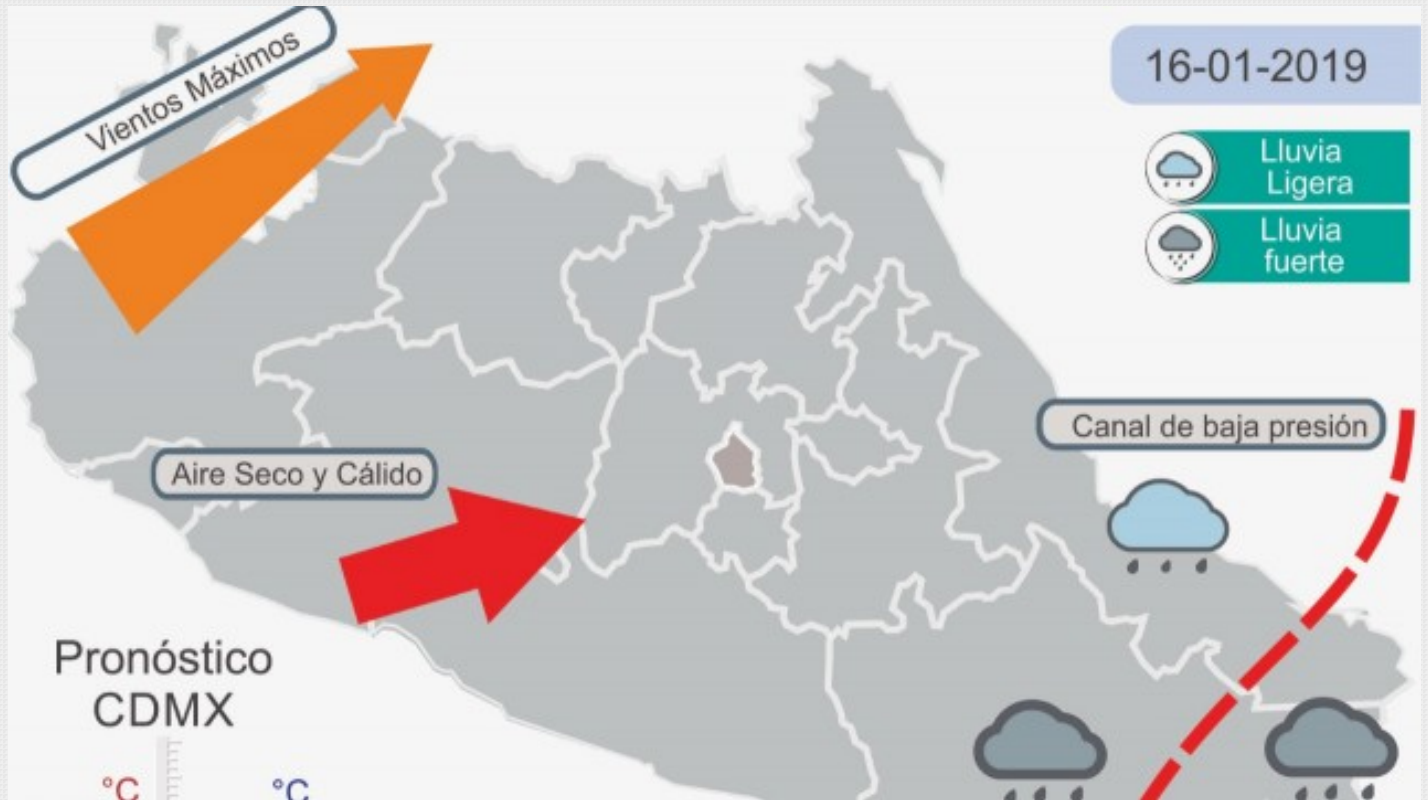 Vientos Máximos
16-01-2019
Lluvia
Ligera
Lluvia
fuerte
Canal de baja presión
Aire Seco y Cálido
Pronóstico
CDMX
°C °C